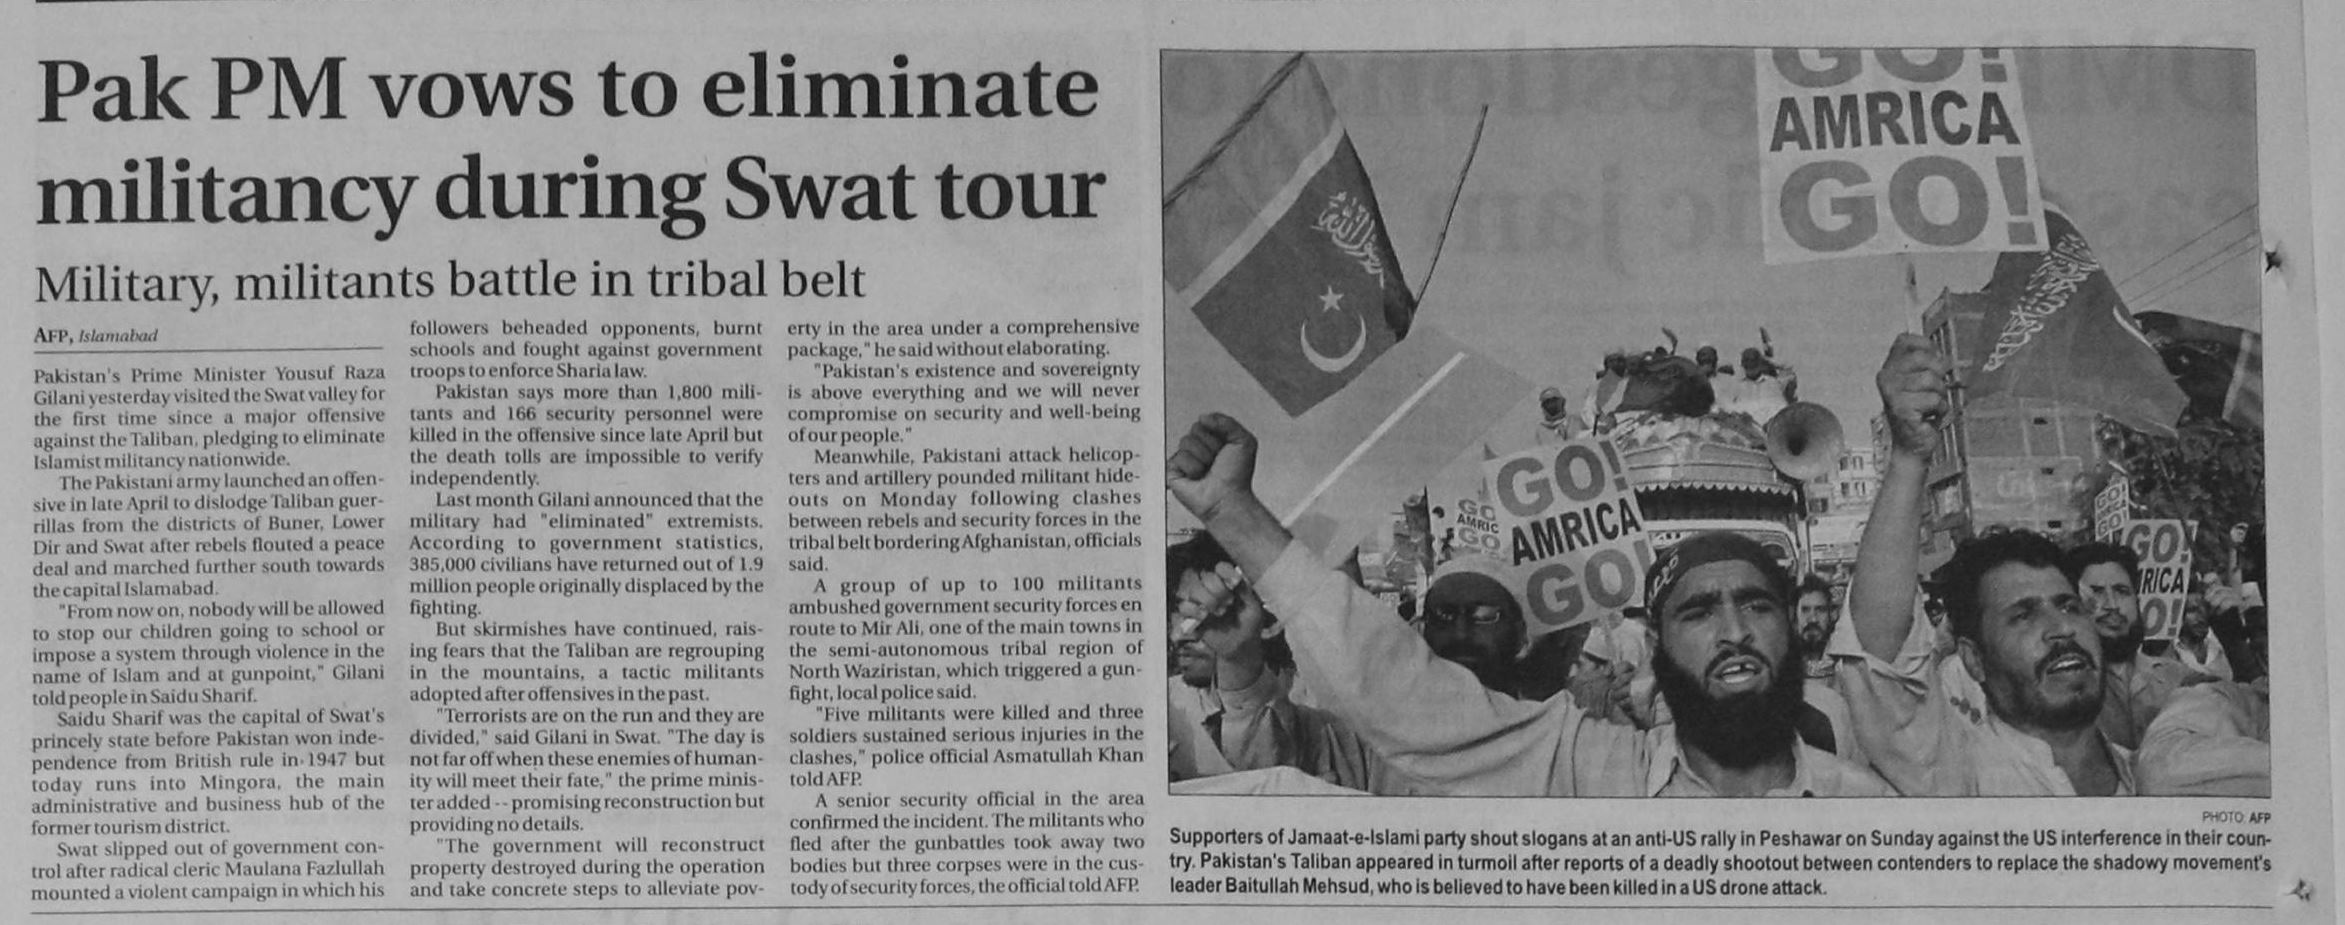 Pak PM vows to eliminate
militancy during Swat tour
Military, militants battle in tribal belt
AFP, Islamabad
Pakistan's Prime Minister Yousuf Raza
Gilani yesterday visited the Swat valley for
the first time since a major offensive
against the Taliban, pledging to eliminate
Islamist militancy nationwide.
The Pakistani army launched an offen-
sive in late April to dislodge Taliban guer-
rillas from the districts of Buner, Lower
Dir and Swat after rebels flouted a peace
deal and marched further south towards
the capital Islamabad.
"From now on, nobody will be allowed
to stop our children going to school or
impose a system through violence in the
name of Islam and at gunpoint," Gilani
told people in Saidu Sharif.
Saidu Sharif was the capital of Swat's
princely state before Pakistan won inde-
pendence from British rule in 1947 but
today runs into Mingora, the main
administrative and business hub of the
former tourism district.
Swat slipped out of government con-
trol after radical cleric Maulana Fazlullah
mounted a violent campaign in which his
followers beheaded opponents, burnt
schools and fought against government
troops to enforce Sharia law.
Pakistan says more than 1,800 mili-
tants and 166 security personnel were
killed in the offensive since late April but
the death tolls are impossible to verify
independently.
Last month Gilani announced that the
military had "eliminated" extremists.
According to government statistics,
385,000 civilians have returned out of 1.9
million people originally displaced by the
fighting.
But skirmishes have continued, rais-
ing fears that the Taliban are regrouping
in the mountains, a tactic militants
adopted after offensives in the past.
"Terrorists are on the run and they are
divided," said Gilani in Swat. "The day is
not far off when these enemies of human-
ity will meet their fate," the prime minis-
ter added -- promising reconstruction but
providing no details.
"The government will reconstruct
property destroyed during the operation
and take concrete steps to alleviate pov-
erty in the area under a comprehensive
package," he said without elaborating.
"Pakistan's existence and sovereignty
is above everything and we will never
compromise on security and well-being
of our people."
Meanwhile, Pakistani attack helicop-
ters and artillery pounded militant hide-
outs on Monday following clashes
between rebels and security forces in the
tribal belt bordering Afghanistan, officials
said.
A group of up to 100 militants
ambushed government security forces en
route to Mir Ali, one of the main towns in
the semi-autonomous tribal region of
North Waziristan, which triggered a gun-
fight, local police said.
"Five militants were killed and three
soldiers sustained serious injuries in the
clashes," police official Asmatullah Khan
told AFP.
A senior security official in the area
confirmed the incident. The militants who
fled after the gunbattles took away two
bodies but three corpses were in the cus-
tody of security forces, the official told AFP.
GO!
AMRICA
GO!
GO!
AMRICA
GO!
GO
AMRIC
GO
GO!
GO!
GO!
RICA
O!
PHOTO: AFP
Supporters of Jamaat-e-Islami party shout slogans at an anti-US rally in Peshawar on Sunday against the US interference in their coun-
try. Pakistan's Taliban appeared in turmoil after reports of a deadly shootout between contenders to replace the shadowy movement's
leader Baitullah Mehsud, who is believed to have been killed in a US drone attack.